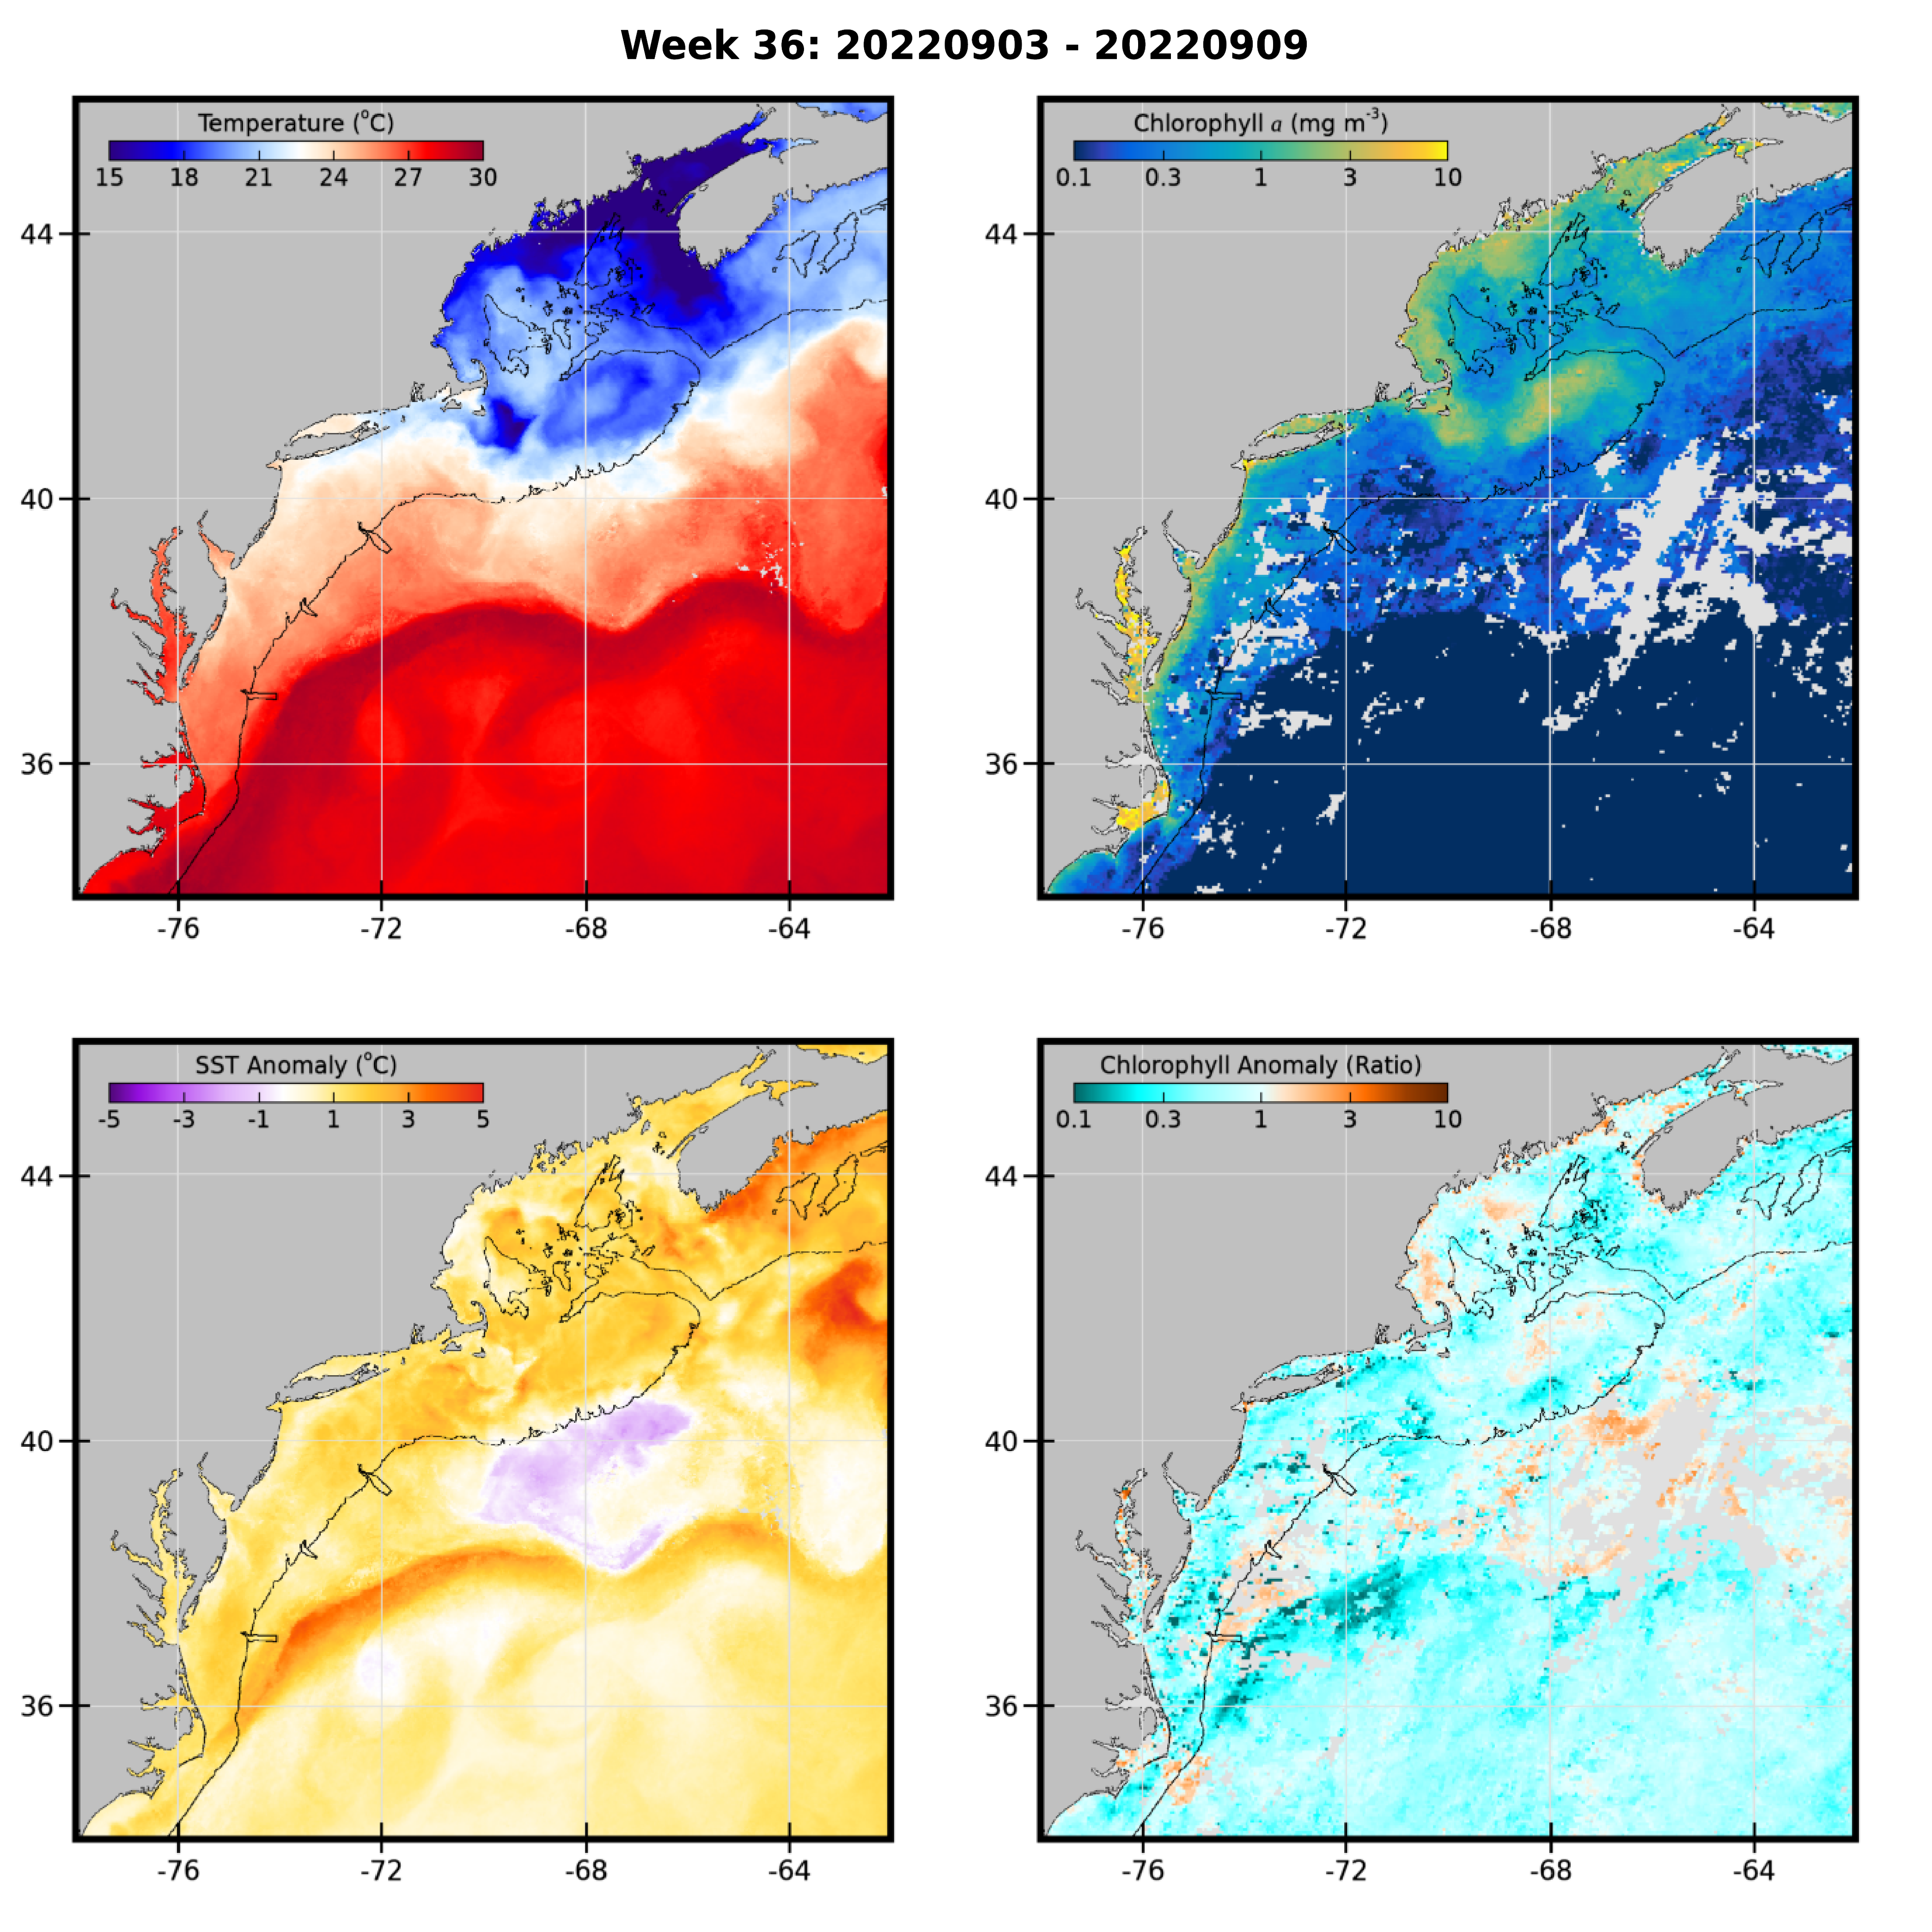 Week 36: 20220903 - 20220909
Temperature (°C)
15 18 21 24 27 30
44
40
36
-76 -72 -68 -64
Chlorophyll a (mg m⁻³)
0.1 0.3 1 3 10
44
40
36
-76 -72 -68 -64
SST Anomaly (°C)
-5 -3 -1 1 3 5
44
40
36
-76 -72 -68 -64
Chlorophyll Anomaly (Ratio)
0.1 0.3 1 3 10
44
40
36
-76 -72 -68 -64